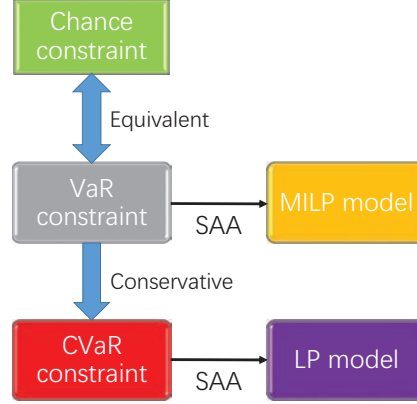 Chance
constraint
Equivalent
VaR
constraint
SAA
MILP model
Conservative
CVaR
constraint
SAA
LP model